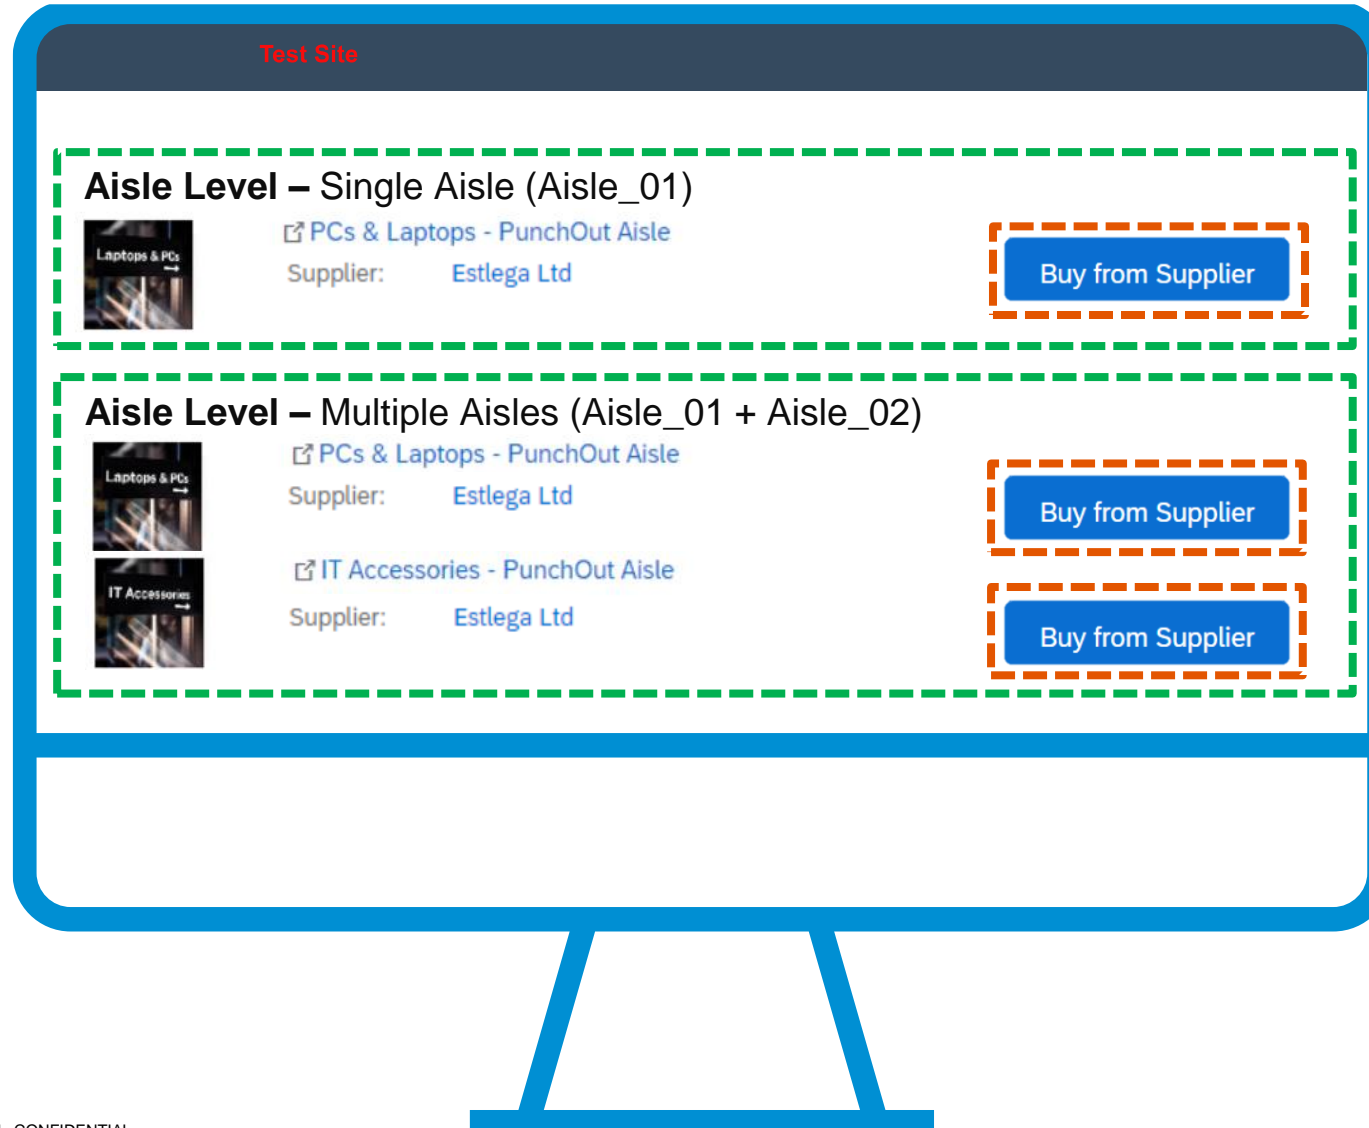 Test Site
Aisle Level – Single Aisle (Aisle_01)
Laptops & PCs
PCs & Laptops - PunchOut Aisle
Supplier: Estlega Ltd
Buy from Supplier
Aisle Level – Multiple Aisles (Aisle_01 + Aisle_02)
Laptops & PCs
PCs & Laptops - PunchOut Aisle
Supplier: Estlega Ltd
Buy from Supplier
IT Accessories
IT Accessories - PunchOut Aisle
Supplier: Estlega Ltd
Buy from Supplier
CONFIDENTIAL